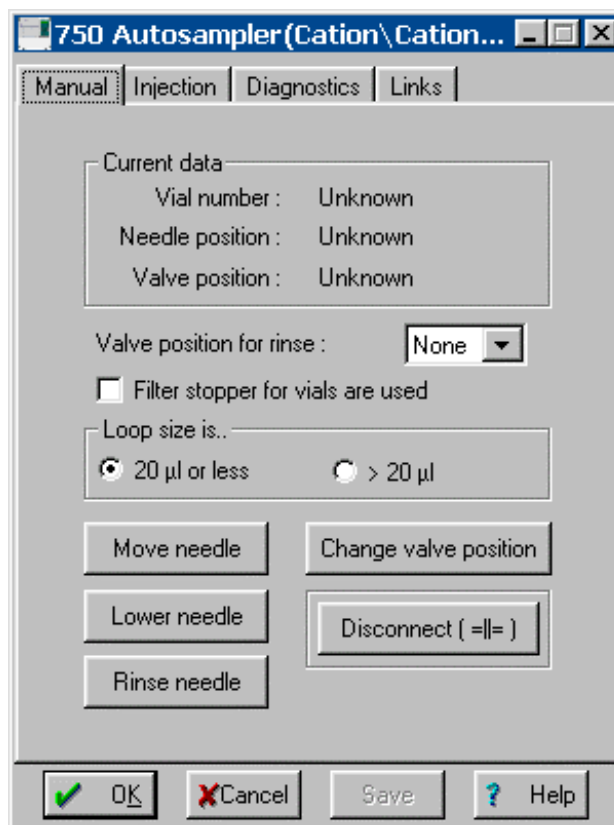 750 Autosampler(Cation\Cation...
Manual Injection Diagnostics Links
Current data
Vial number : Unknown
Needle position : Unknown
Valve position : Unknown
Valve position for rinse : None
Filter stopper for vials are used
Loop size is..
20 µl or less > 20 µl
Move needle Change valve position
Lower needle Disconnect ( =||= )
Rinse needle
OK Cancel Save ? Help